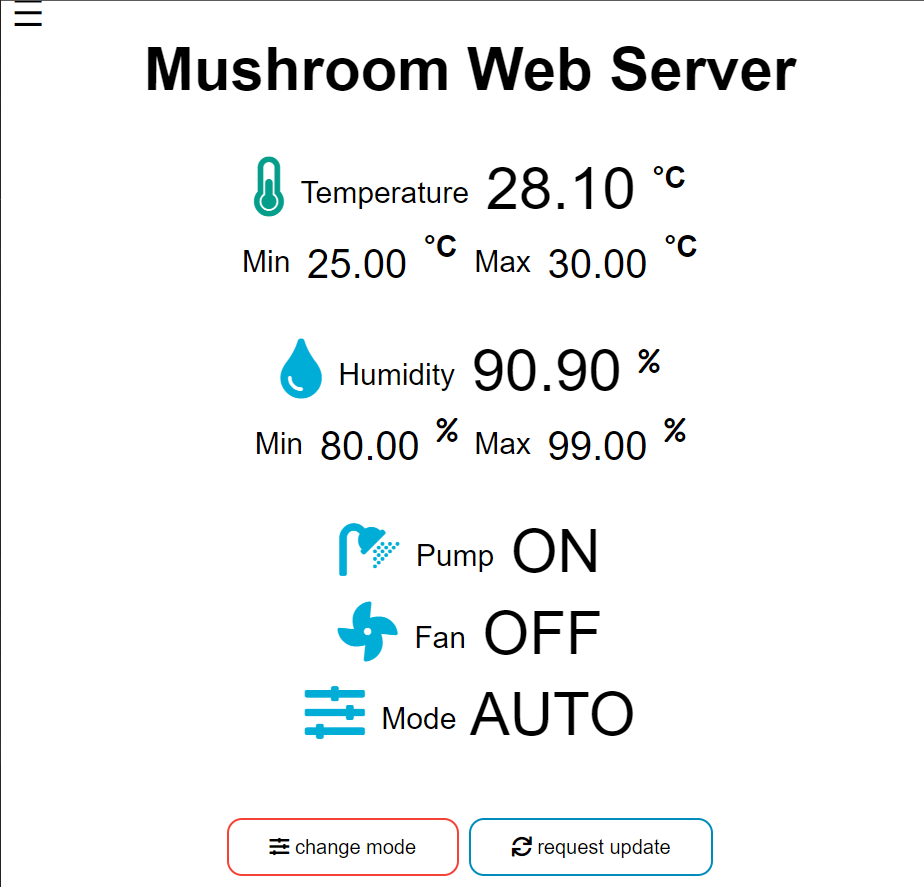 Mushroom Web Server
Temperature 28.10 °C
Min 25.00 °C Max 30.00 °C
Humidity 90.90 %
Min 80.00 % Max 99.00 %
Pump ON
Fan OFF
Mode AUTO
change mode request update